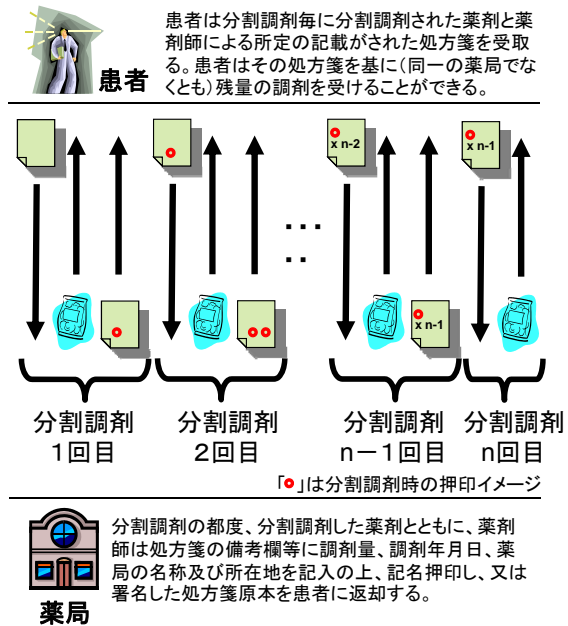 患者は分割調剤毎に分割調剤された薬剤と薬
剤師による所定の記載がされた処方箋を受取
る。患者はその処方箋を基に（同一の薬局でな
くとも）残量の調剤を受けることができる。
患者
x n-2
x n-1
・・・
・・
x n-1
分割調剤
1回目
分割調剤
2回目
分割調剤
n－1回目
分割調剤
n回目
「」は分割調剤時の押印イメージ
分割調剤の都度、分割調剤した薬剤とともに、薬剤
師は処方箋の備考欄等に調剤量、調剤年月日、薬
局の名称及び所在地を記入の上、記名押印し、又は
署名した処方箋原本を患者に返却する。
薬局